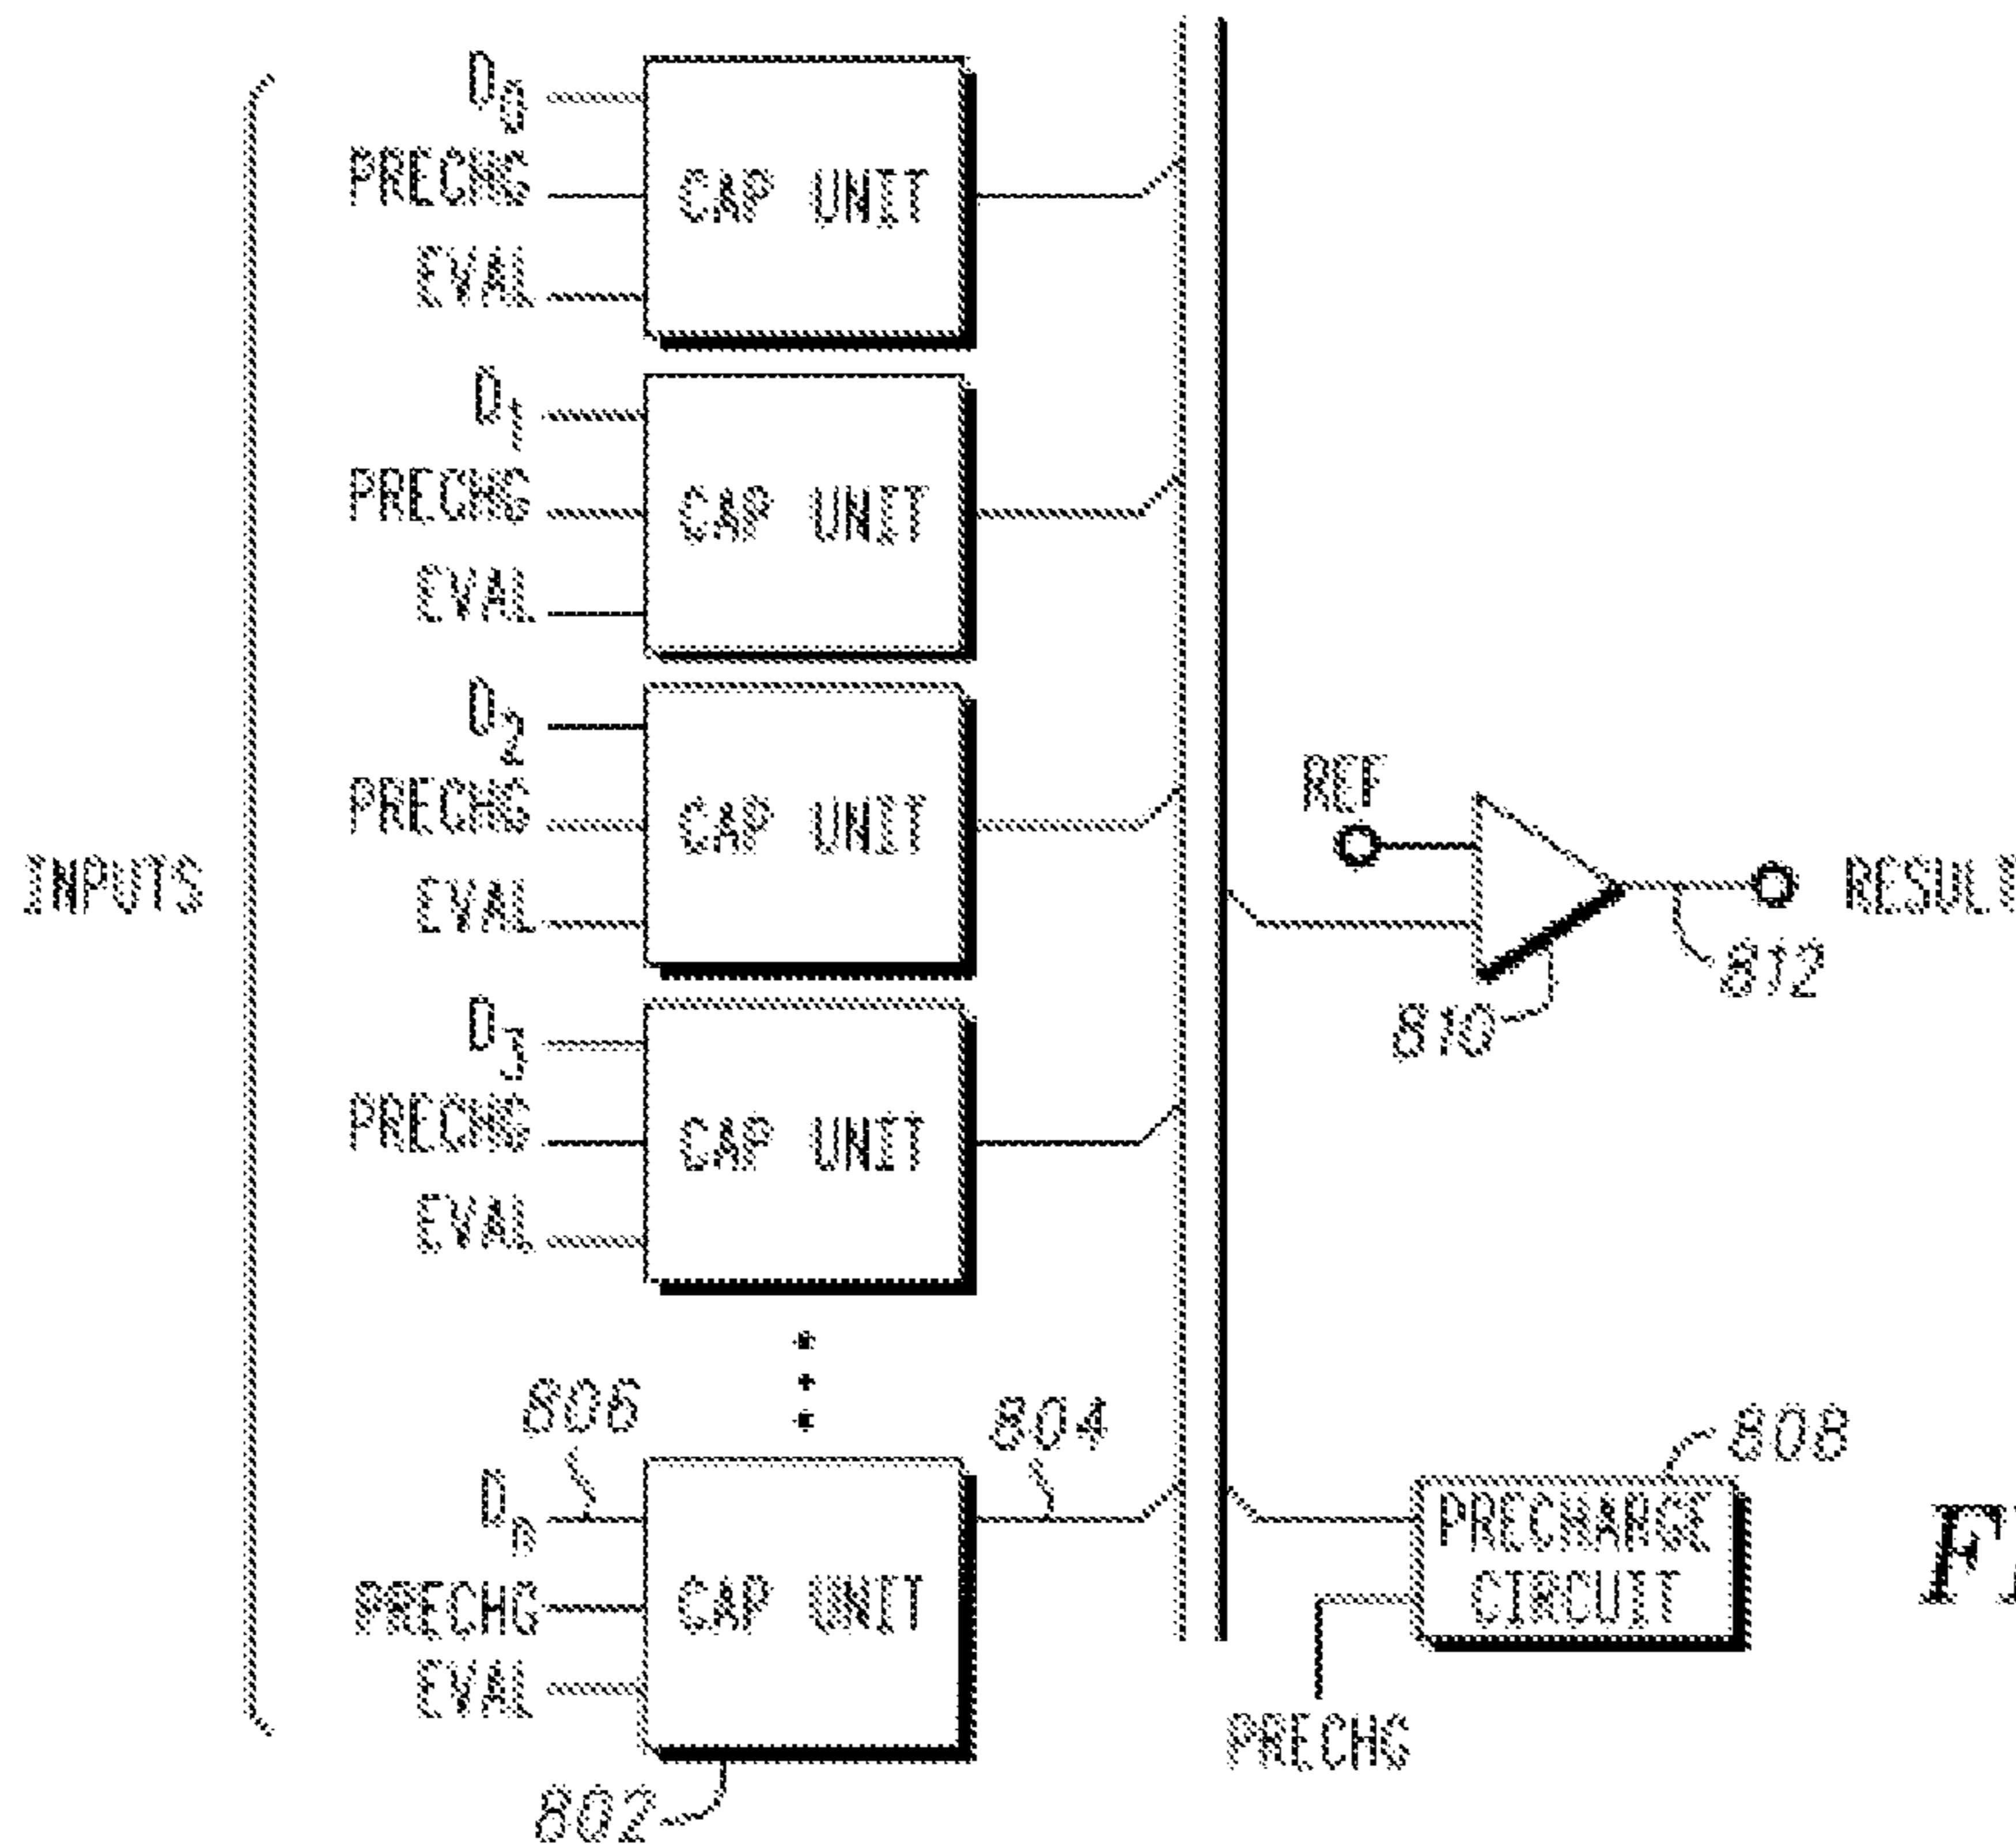 D0
PRECHG
EVAL
CAP UNIT
D1
PRECHG
EVAL
CAP UNIT
D2
PRECHG
EVAL
CAP UNIT
INPUTS
REF
RESULT
812
810
D3
PRECHG
EVAL
CAP UNIT
806
804
Dn
PRECHG
EVAL
CAP UNIT
802
808
PRECHARGE
CIRCUIT
PRECHG